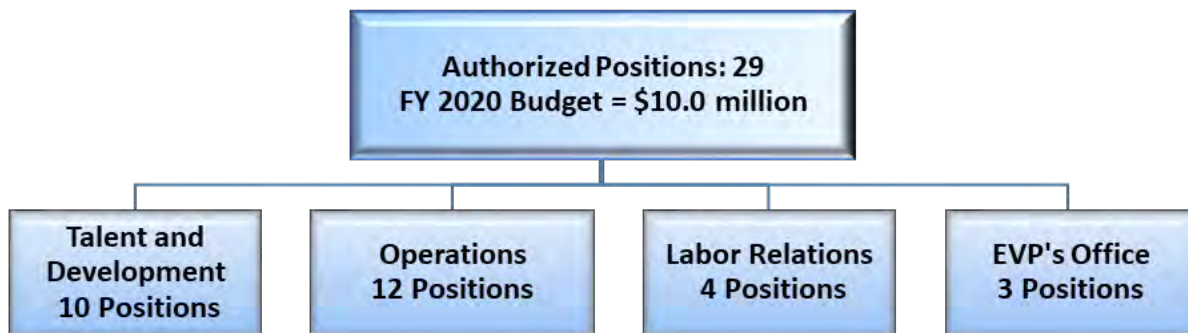 Authorized Positions: 29
FY 2020 Budget = $10.0 million
Talent and
Development
10 Positions
Operations
12 Positions
Labor Relations
4 Positions
EVP's Office
3 Positions